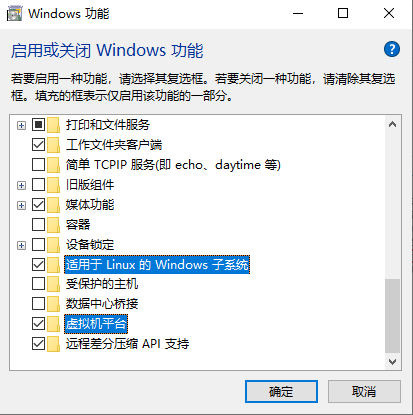 Windows 功能
启用或关闭 Windows 功能
若要启用一种功能，请选择其复选框。若要关闭一种功能，请清除其复选
框。填充的框表示仅启用该功能的一部分。
打印和文件服务
工作文件夹客户端
简单 TCPIP 服务(即 echo、daytime 等)
旧版组件
媒体功能
容器
设备锁定
适用于 Linux 的 Windows 子系统
受保护的主机
数据中心桥接
虚拟机平台
远程差分压缩 API 支持
确定
取消